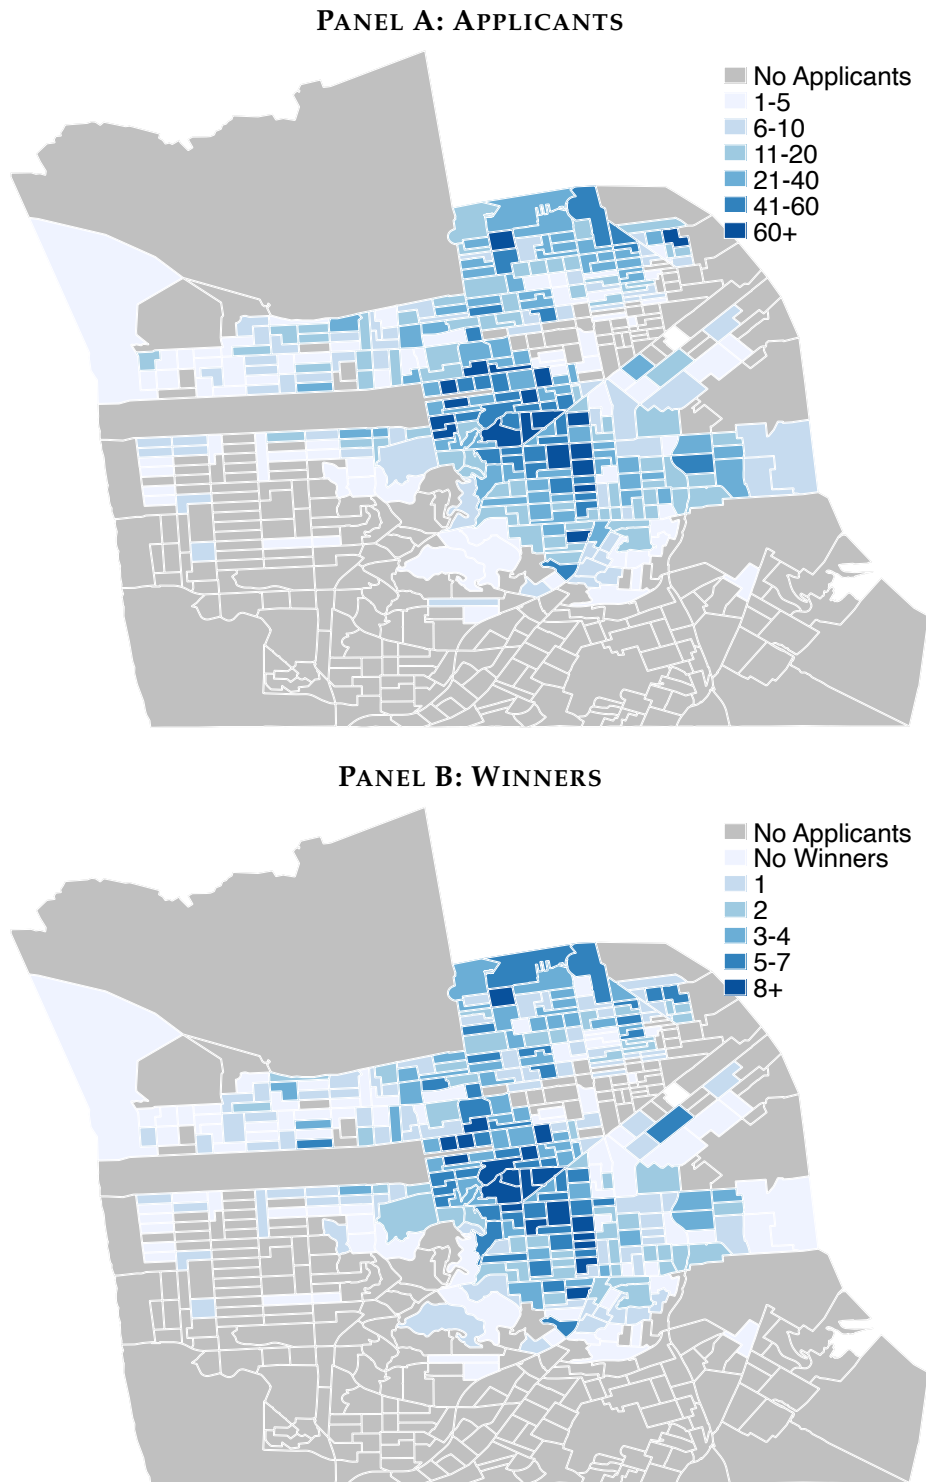 PANEL A: APPLICANTS
No Applicants
1-5
6-10
11-20
21-40
41-60
60+
PANEL B: WINNERS
No Applicants
No Winners
1
2
3-4
5-7
8+